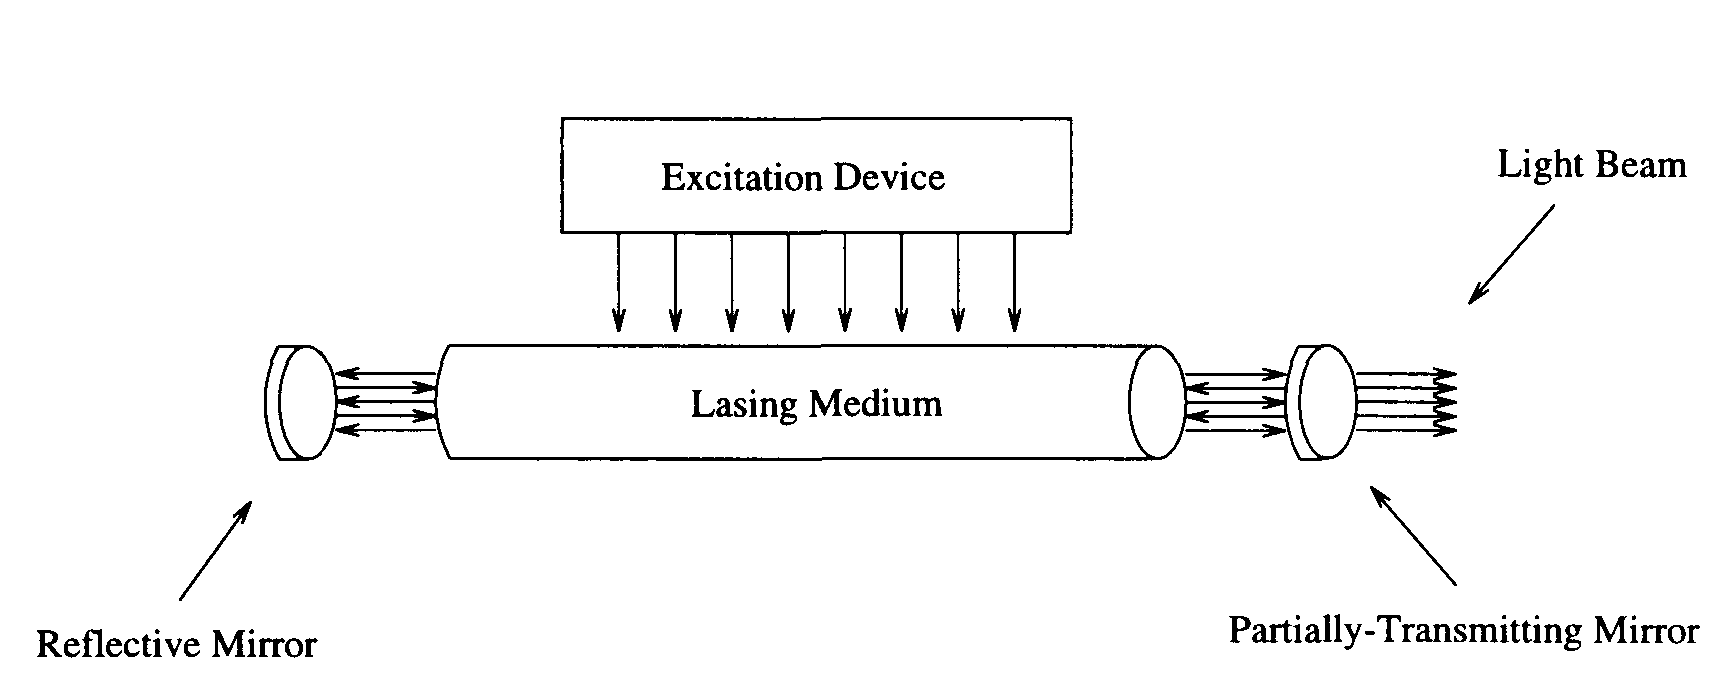 Excitation Device
Light Beam
Lasing Medium
Reflective Mirror
Partially-Transmitting Mirror